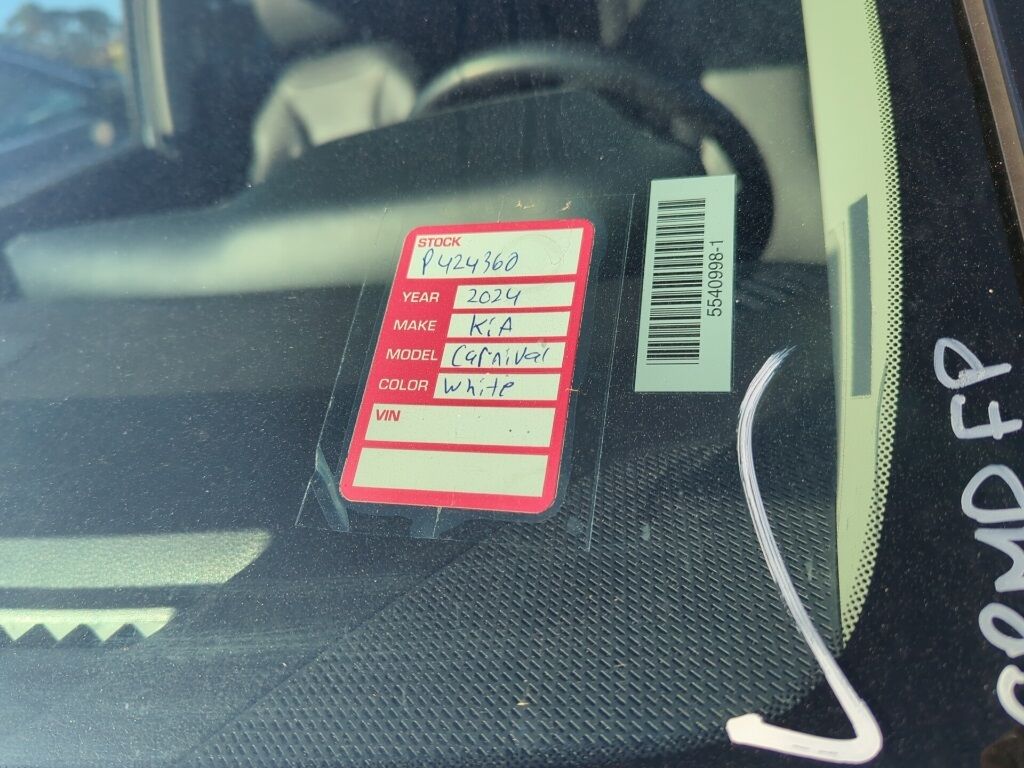 STOCK
P424360
YEAR 2024
MAKE KiA
MODEL Carnival
COLOR White
VIN
5540998-1